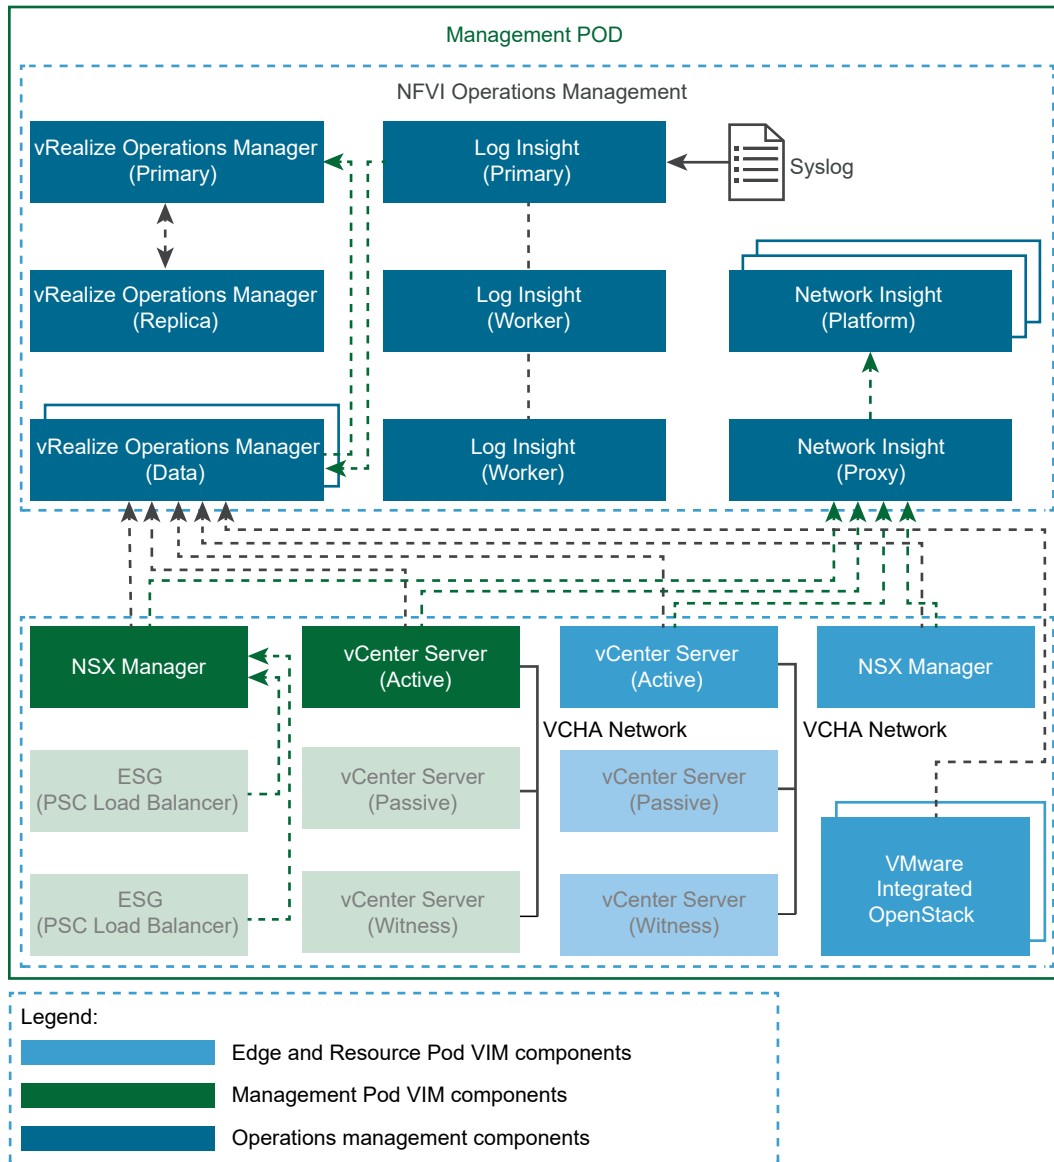 Management POD
NFVI Operations Management
vRealize Operations Manager
(Primary)
Log Insight
(Primary)
Syslog
vRealize Operations Manager
(Replica)
Log Insight
(Worker)
Network Insight
(Platform)
vRealize Operations Manager
(Data)
Log Insight
(Worker)
Network Insight
(Proxy)
NSX Manager
vCenter Server
(Active)
vCenter Server
(Active)
NSX Manager
VCHA Network
VCHA Network
ESG
(PSC Load Balancer)
vCenter Server
(Passive)
vCenter Server
(Passive)
ESG
(PSC Load Balancer)
vCenter Server
(Witness)
vCenter Server
(Witness)
VMware
Integrated
OpenStack
Legend:
Edge and Resource Pod VIM components
Management Pod VIM components
Operations management components